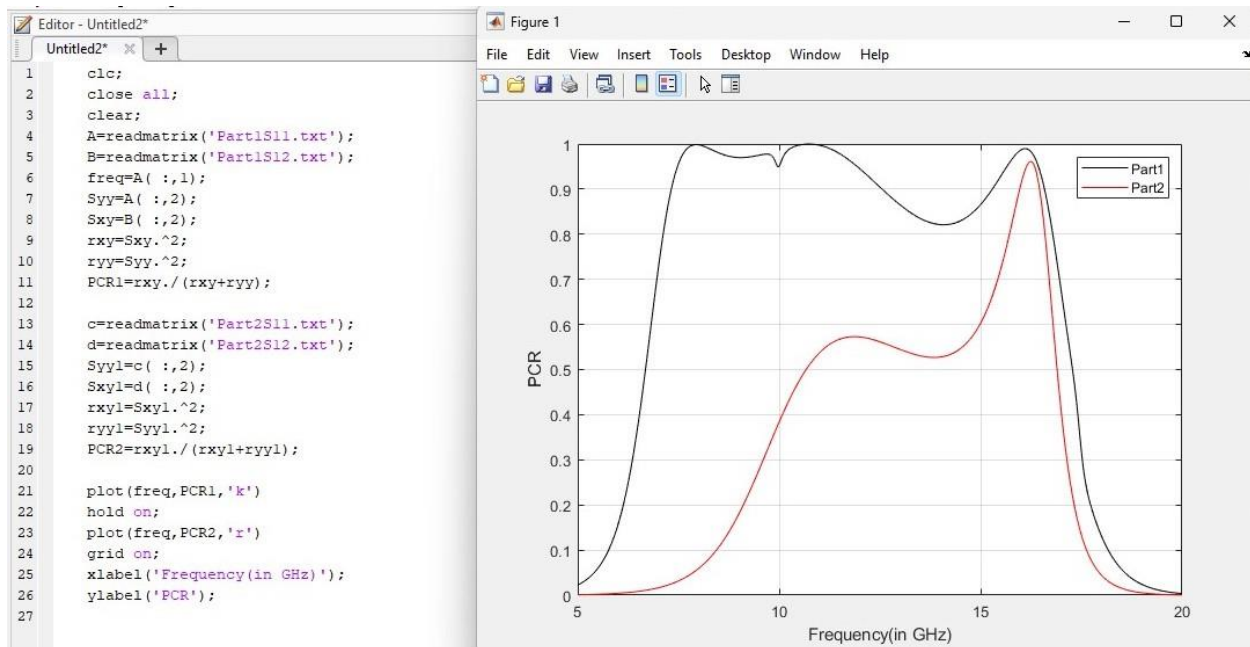 Editor - Untitled2*
Untitled2*
1 clc;
2 close all;
3 clear;
4 A=readmatrix('Part1S11.txt');
5 B=readmatrix('Part1S12.txt');
6 freq=A( :,1);
7 Syy=A( :,2);
8 Sxy=B( :,2);
9 rxy=Sxy.^2;
10 ryy=Syy.^2;
11 PCR1=rxy./(rxy+ryy);
12
13 c=readmatrix('Part2S11.txt');
14 d=readmatrix('Part2S12.txt');
15 Syy1=c( :,2);
16 Sxy1=d( :,2);
17 rxy1=Sxy1.^2;
18 ryy1=Syy1.^2;
19 PCR2=rxy1./(rxy1+ryy1);
20
21 plot(freq,PCR1,'k')
22 hold on;
23 plot(freq,PCR2,'r')
24 grid on;
25 xlabel('Frequency(in GHz)');
26 ylabel('PCR');
27
Figure 1
File Edit View Insert Tools Desktop Window Help
1
0.9
0.8
0.7
0.6
0.5
0.4
0.3
0.2
0.1
0
PCR
Part1
Part2
5 10 15 20
Frequency(in GHz)